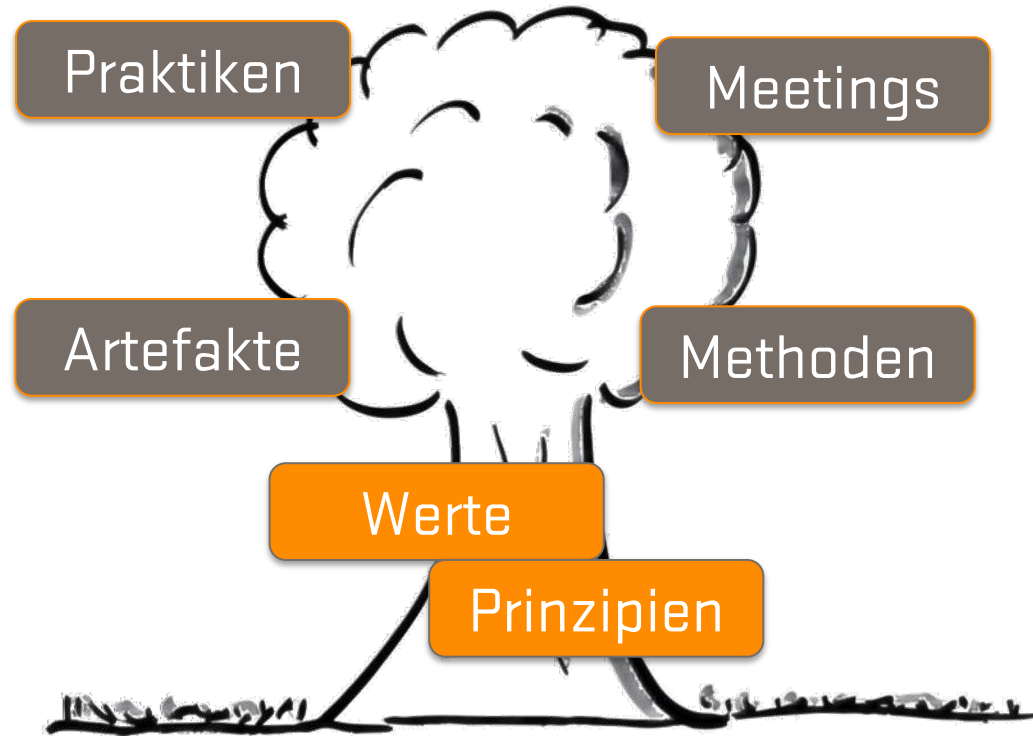 Praktiken
Meetings
Artefakte
Methoden
Werte
Prinzipien